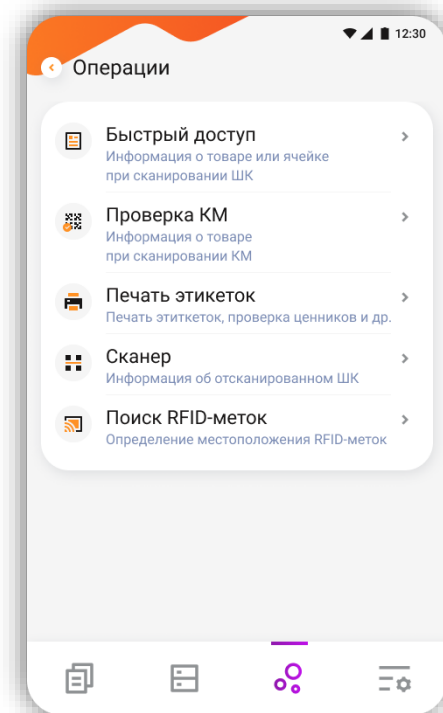 12:30
Операции
Быстрый доступ
Информация о товаре или ячейке
при сканировании ШК
Проверка КМ
Информация о товаре
при сканировании КМ
Печать этикеток
Печать этиткеток, проверка ценников и др.
Сканер
Информация об отсканированном ШК
Поиск RFID-меток
Определение местоположения RFID-меток